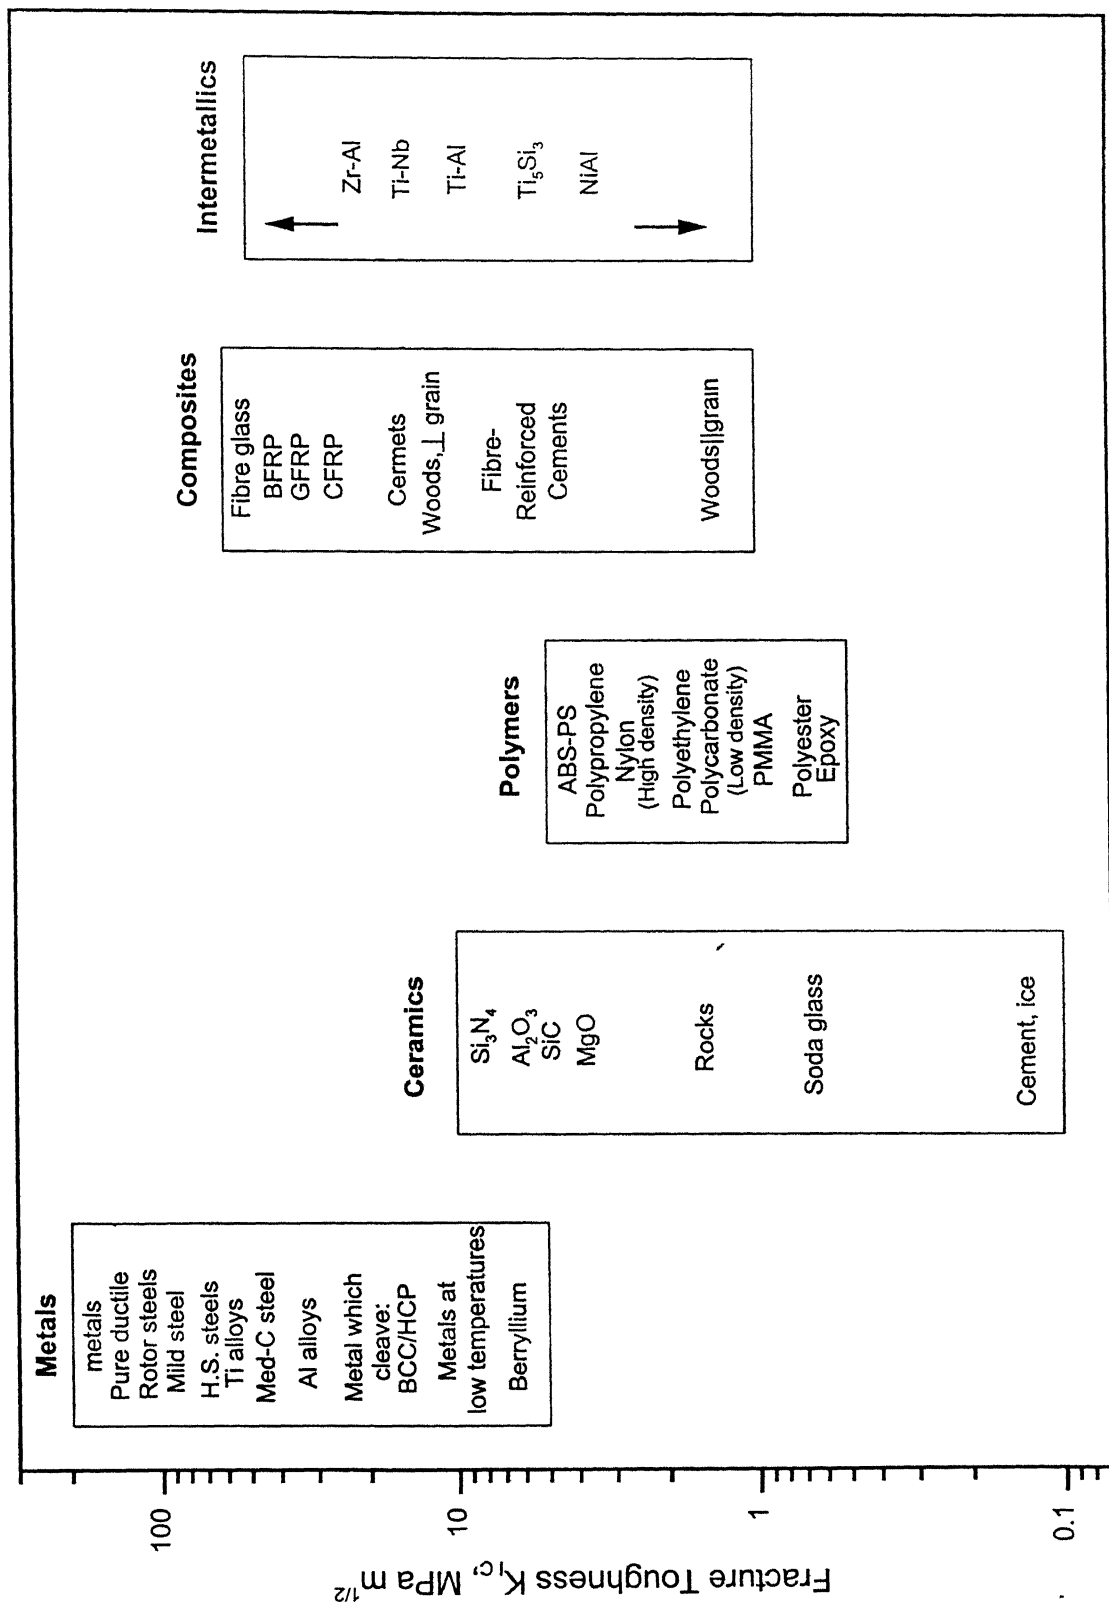 Metals
metals
Pure ductile
Rotor steels
Mild steel
H.S. steels
Ti alloys
Med-C steel
Al alloys
Metal which
cleave:
BCC/HCP
Metals at
low temperatures
Berryllium
Ceramics
Si₃N₄
Al₂O₃
SiC
MgO
Rocks
Soda glass
Cement, ice
Polymers
ABS-PS
Polypropylene
Nylon
(High density)
Polyethylene
Polycarbonate
(Low density)
PMMA
Polyester
Epoxy
Composites
Fibre glass
BFRP
GFRP
CFRP
Cermets
Woods,⊥ grain
Fibre-
Reinforced
Cements
Woods||grain
Intermetallics
Zr-Al
Ti-Nb
Ti-Al
Ti₅Si₃
NiAl
100
10
1
0.1
Fracture Toughness K_Ic, MPa m^1/2